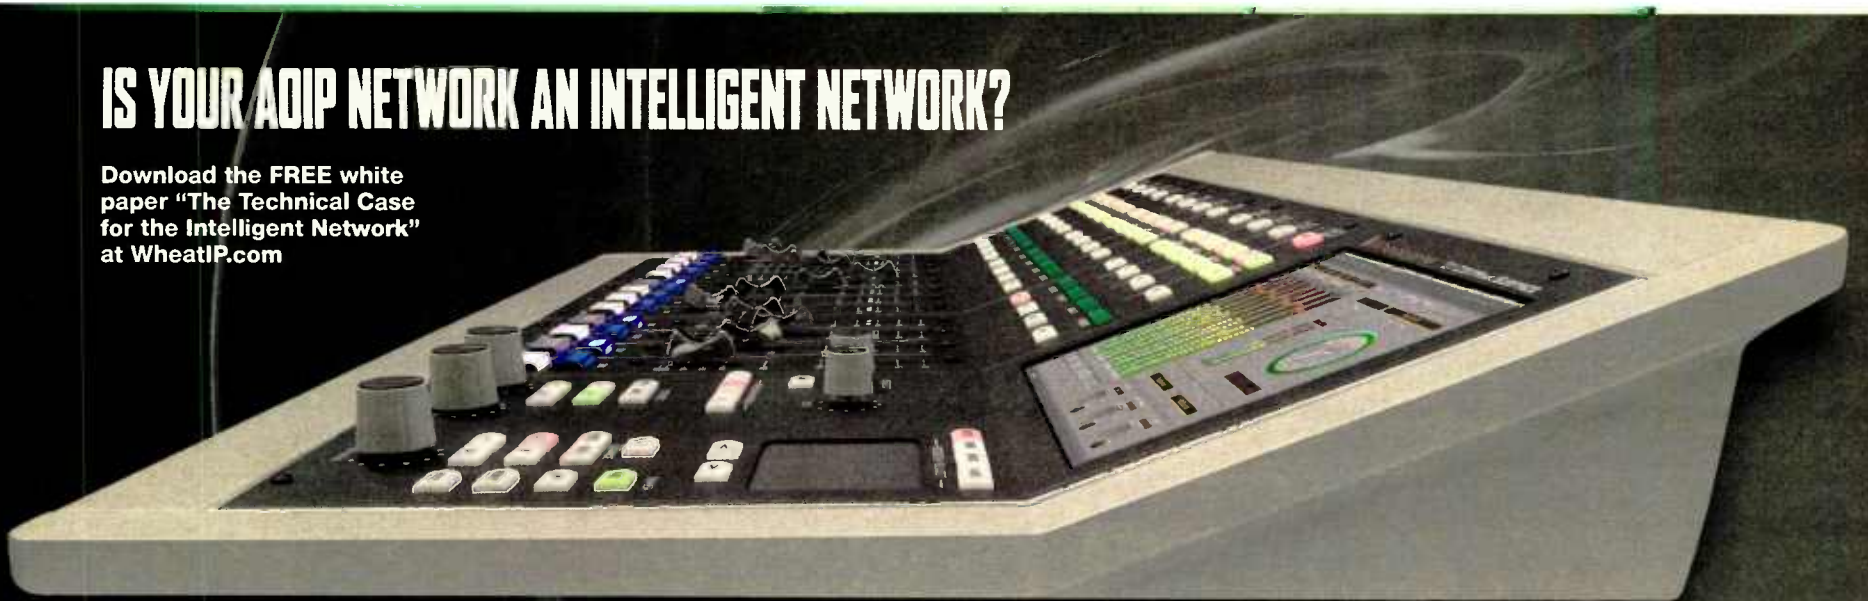 IS YOUR AOIP NETWORK AN INTELLIGENT NETWORK?
Download the FREE white
paper “The Technical Case
for the Intelligent Network”
at WheatIP.com